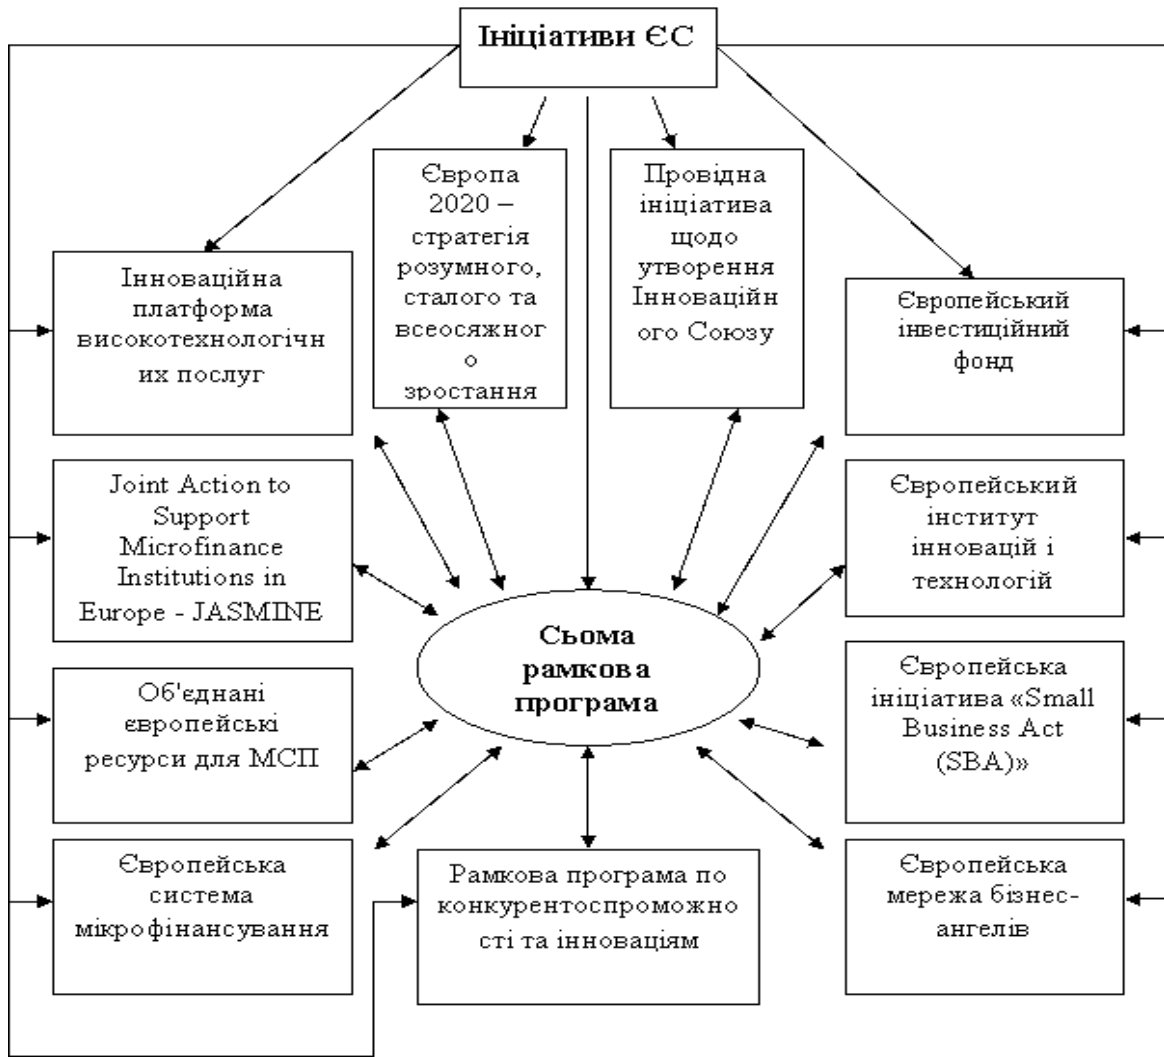 Ініціативи ЄС
Європа
2020 –
стратегія
розумного,
сталого та
всеосяжног
о
зростання
Провідна
ініціатива
щодо
утворення
Інноваційн
ого Союзу
Інноваційна
платформа
високотехнологічн
их послуг
Європейський
інвестиційний
фонд
Joint Action to
Support
Microfinance
Institutions in
Europe - JASMINE
Європейський
інститут
інновацій і
технологій
Сьома
рамкова
програма
Об'єднані
європейські
ресурси для МСП
Європейська
ініціатива «Small
Business Act
(SBA)»
Європейська
система
мікрофінансування
Рамкова програма по
конкурентоспроможно
сті та інноваціям
Європейська
мережа бізнес-
ангелів